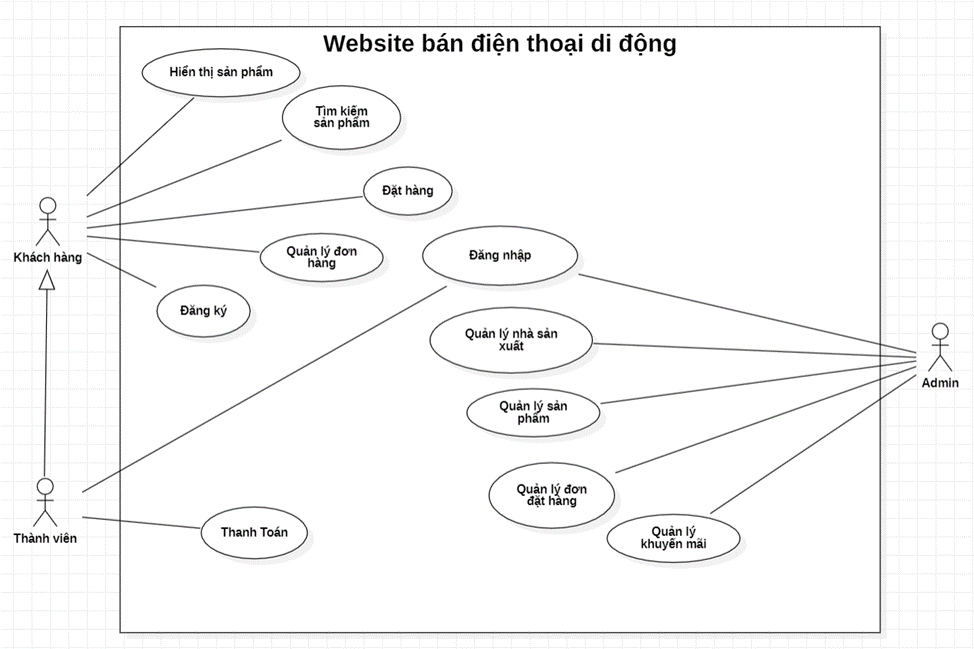 Website bán điện thoại di động
Hiển thị sản phẩm
Tìm kiếm
sản phẩm
Đặt hàng
Khách hàng
Quản lý đơn
hàng
Đăng nhập
Đăng ký
Quản lý nhà sản
xuất
Admin
Quản lý sản
phẩm
Quản lý đơn
đặt hàng
Thành viên
Thanh Toán
Quản lý
khuyến mãi